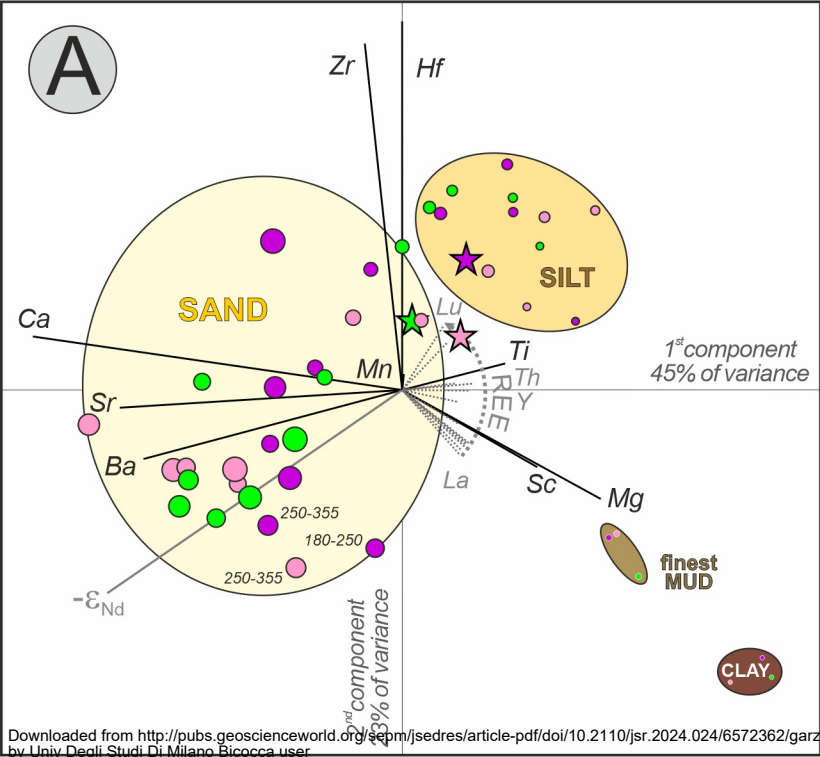 A
Zr
Hf
SILT
SAND
Lu
Ca
Mn
Ti
1st component
45% of variance
Th
REE
Y
Sr
Ba
La
Sc
Mg
250-355
180-250
250-355
finest
MUD
-εNd
2nd component
23% of variance
CLAY
Downloaded from http://pubs.geoscienceworld.org/sepm/jsedres/article-pdf/doi/10.2110/jsr.2024.024/6572362/garz
by Univ Degli Studi Di Milano Bicocca user